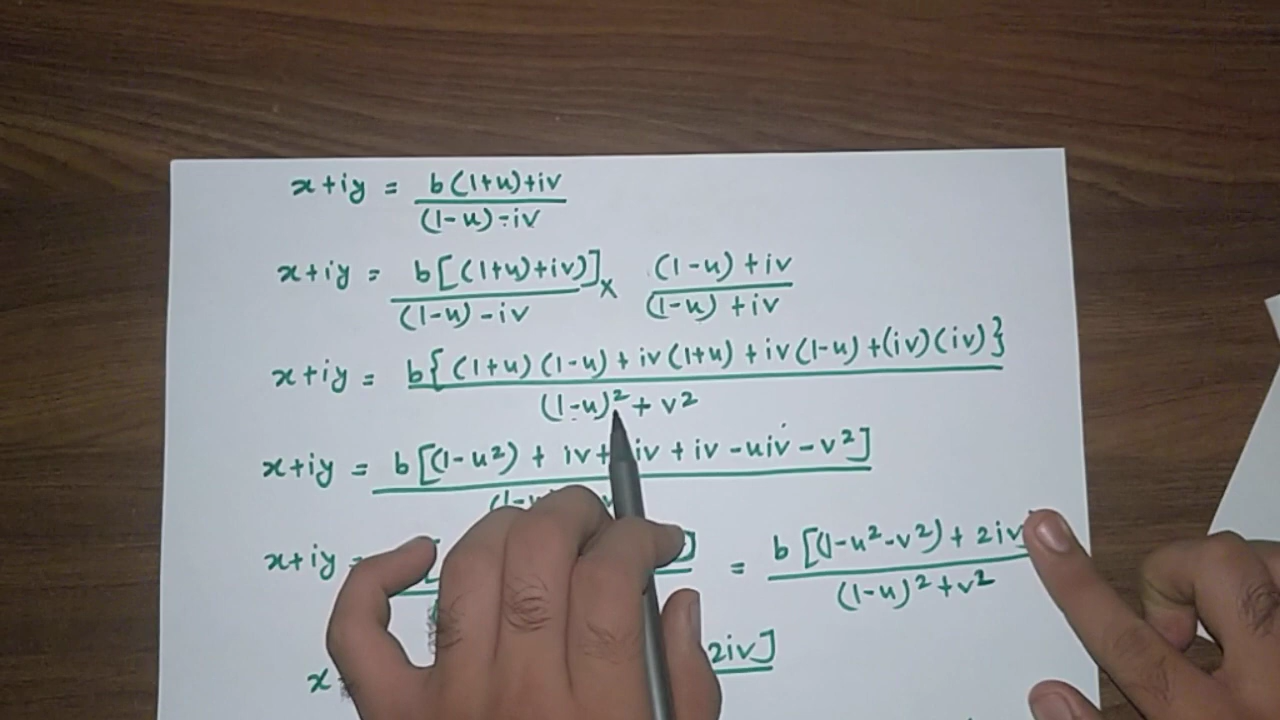 x+iy = b(1+u)+iv / (1-u)-iv
x+iy = b[(1+u)+iv)] / (1-u)-iv × (1-u)+iv / (1-u)+iv
x+iy = b{(1+u)(1-u)+iv(1+u)+iv(1-u)+(iv)(iv)} / (1-u)²+v²
x+iy = b[(1-u²)+iv+ iv+iv-uiv-v²] / (1-u
x+iy = = b[(1-u²-v²)+2iv / (1-u)²+v²
x 2iv]